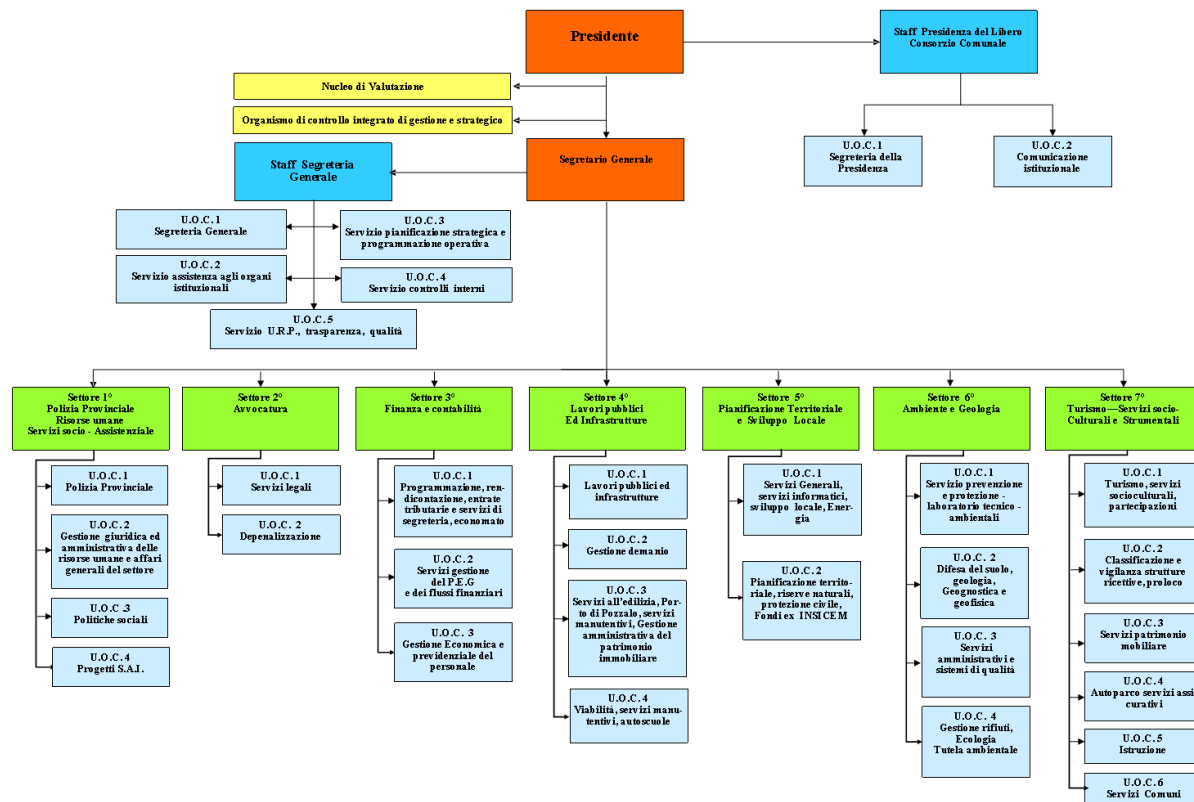 Presidente
Staff Presidenza del Libero
Consorzio Comunale
Nucleo di Valutazione
Organismo di controllo integrato di gestione e strategico
U.O.C. 1
Segreteria della
Presidenza
U.O.C. 2
Comunicazione
istituzionale
Staff Segreteria
Generale
Segretario Generale
U.O.C. 1
Segreteria Generale
U.O.C. 3
Servizio pianificazione strategica e
programmazione operativa
U.O.C. 2
Servizio assistenza agli organi
istituzionali
U.O.C. 4
Servizio controlli interni
U.O.C. 5
Servizio U.R.P., trasparenza, qualità
Settore 1°
Polizia Provinciale
Risorse umane
Servizi socio - Assistenziale
U.O.C. 1
Polizia Provinciale
U.O.C. 2
Gestione giuridica ed
amministrativa delle
risorse umane e affari
generali del settore
U.O.C .3
Politiche sociali
U.O.C. 4
Progetti S.A.I.
Settore 2°
Avvocatura
U.O.C. 1
Servizi legali
U.O.C. 2
Depenalizzazione
Settore 3°
Finanza e contabilità
U.O.C. 1
Programmazione, ren-
dicontazione, entrate
tributarie e servizi di
segreteria, economato
U.O.C. 2
Servizi gestione
del P.E.G
e dei flussi finanziari
U.O.C. 3
Gestione Economica e
previdenziale del
personale
Settore 4°
Lavori pubblici
Ed Infrastrutture
U.O.C. 1
Lavori pubblici ed
infrastrutture
U.O.C. 2
Gestione demanio
U.O.C. 3
Servizi all'edilizia, Por-
to di Pozzalo, servizi
manutentivi, Gestione
amministrativa del
patrimonio
immobiliare
U.O.C. 4
Viabilità, servizi manu-
tentivi, autoscuole
Settore 5°
Pianificazione Territoriale
e Sviluppo Locale
U.O.C. 1
Servizi Generali,
servizi informatici,
sviluppo locale, Ener-
gia
U.O.C. 2
Pianificazione territo-
riale, riserve naturali,
protezione civile,
Fondi ex INSICEM
Settore 6°
Ambiente e Geologia
U.O.C. 1
Servizio prevenzione
e protezione -
laboratorio tecnico -
ambientali
U.O.C. 2
Difesa del suolo,
geologia,
Geognostica e
geofisica
U.O.C. 3
Servizi
amministrativi e
sistemi di qualità
U.O.C. 4
Gestione rifiuti,
Ecologia
Tutela ambientale
Settore 7°
Turismo—Servizi socio-
Culturali e Strumentali
U.O.C. 1
Turismo, servizi
socioculturali,
partecipazioni
U.O.C. 2
Classificazione e
vigilanza strutture
ricettive, proloco
U.O.C. 3
Servizi patrimonio
mobiliare
U.O.C. 4
Autoparco servizi assi
curativi
U.O.C. 5
Istruzione
U.O.C. 6
Servizi Comuni